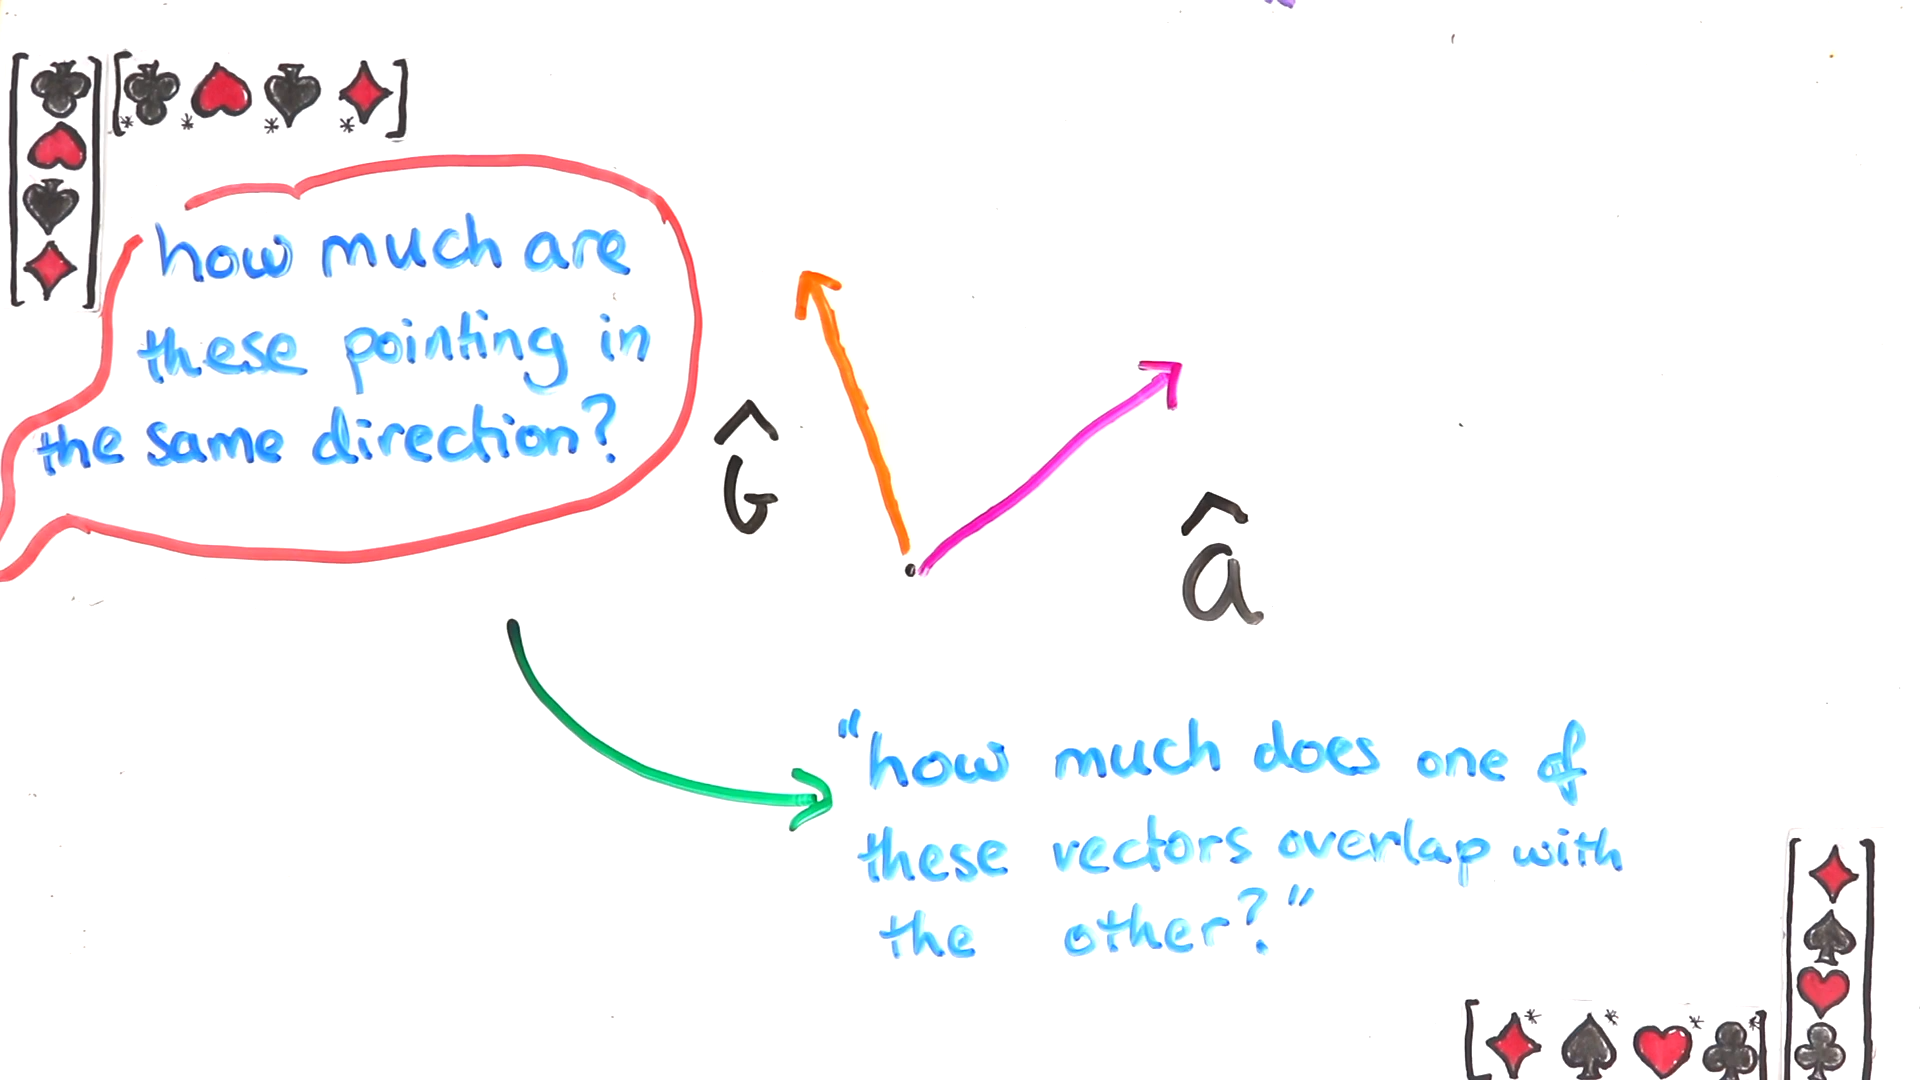 how much are
these pointing in
the same direction?
b̂
â
"how much does one of
these vectors overlap with
the other?"